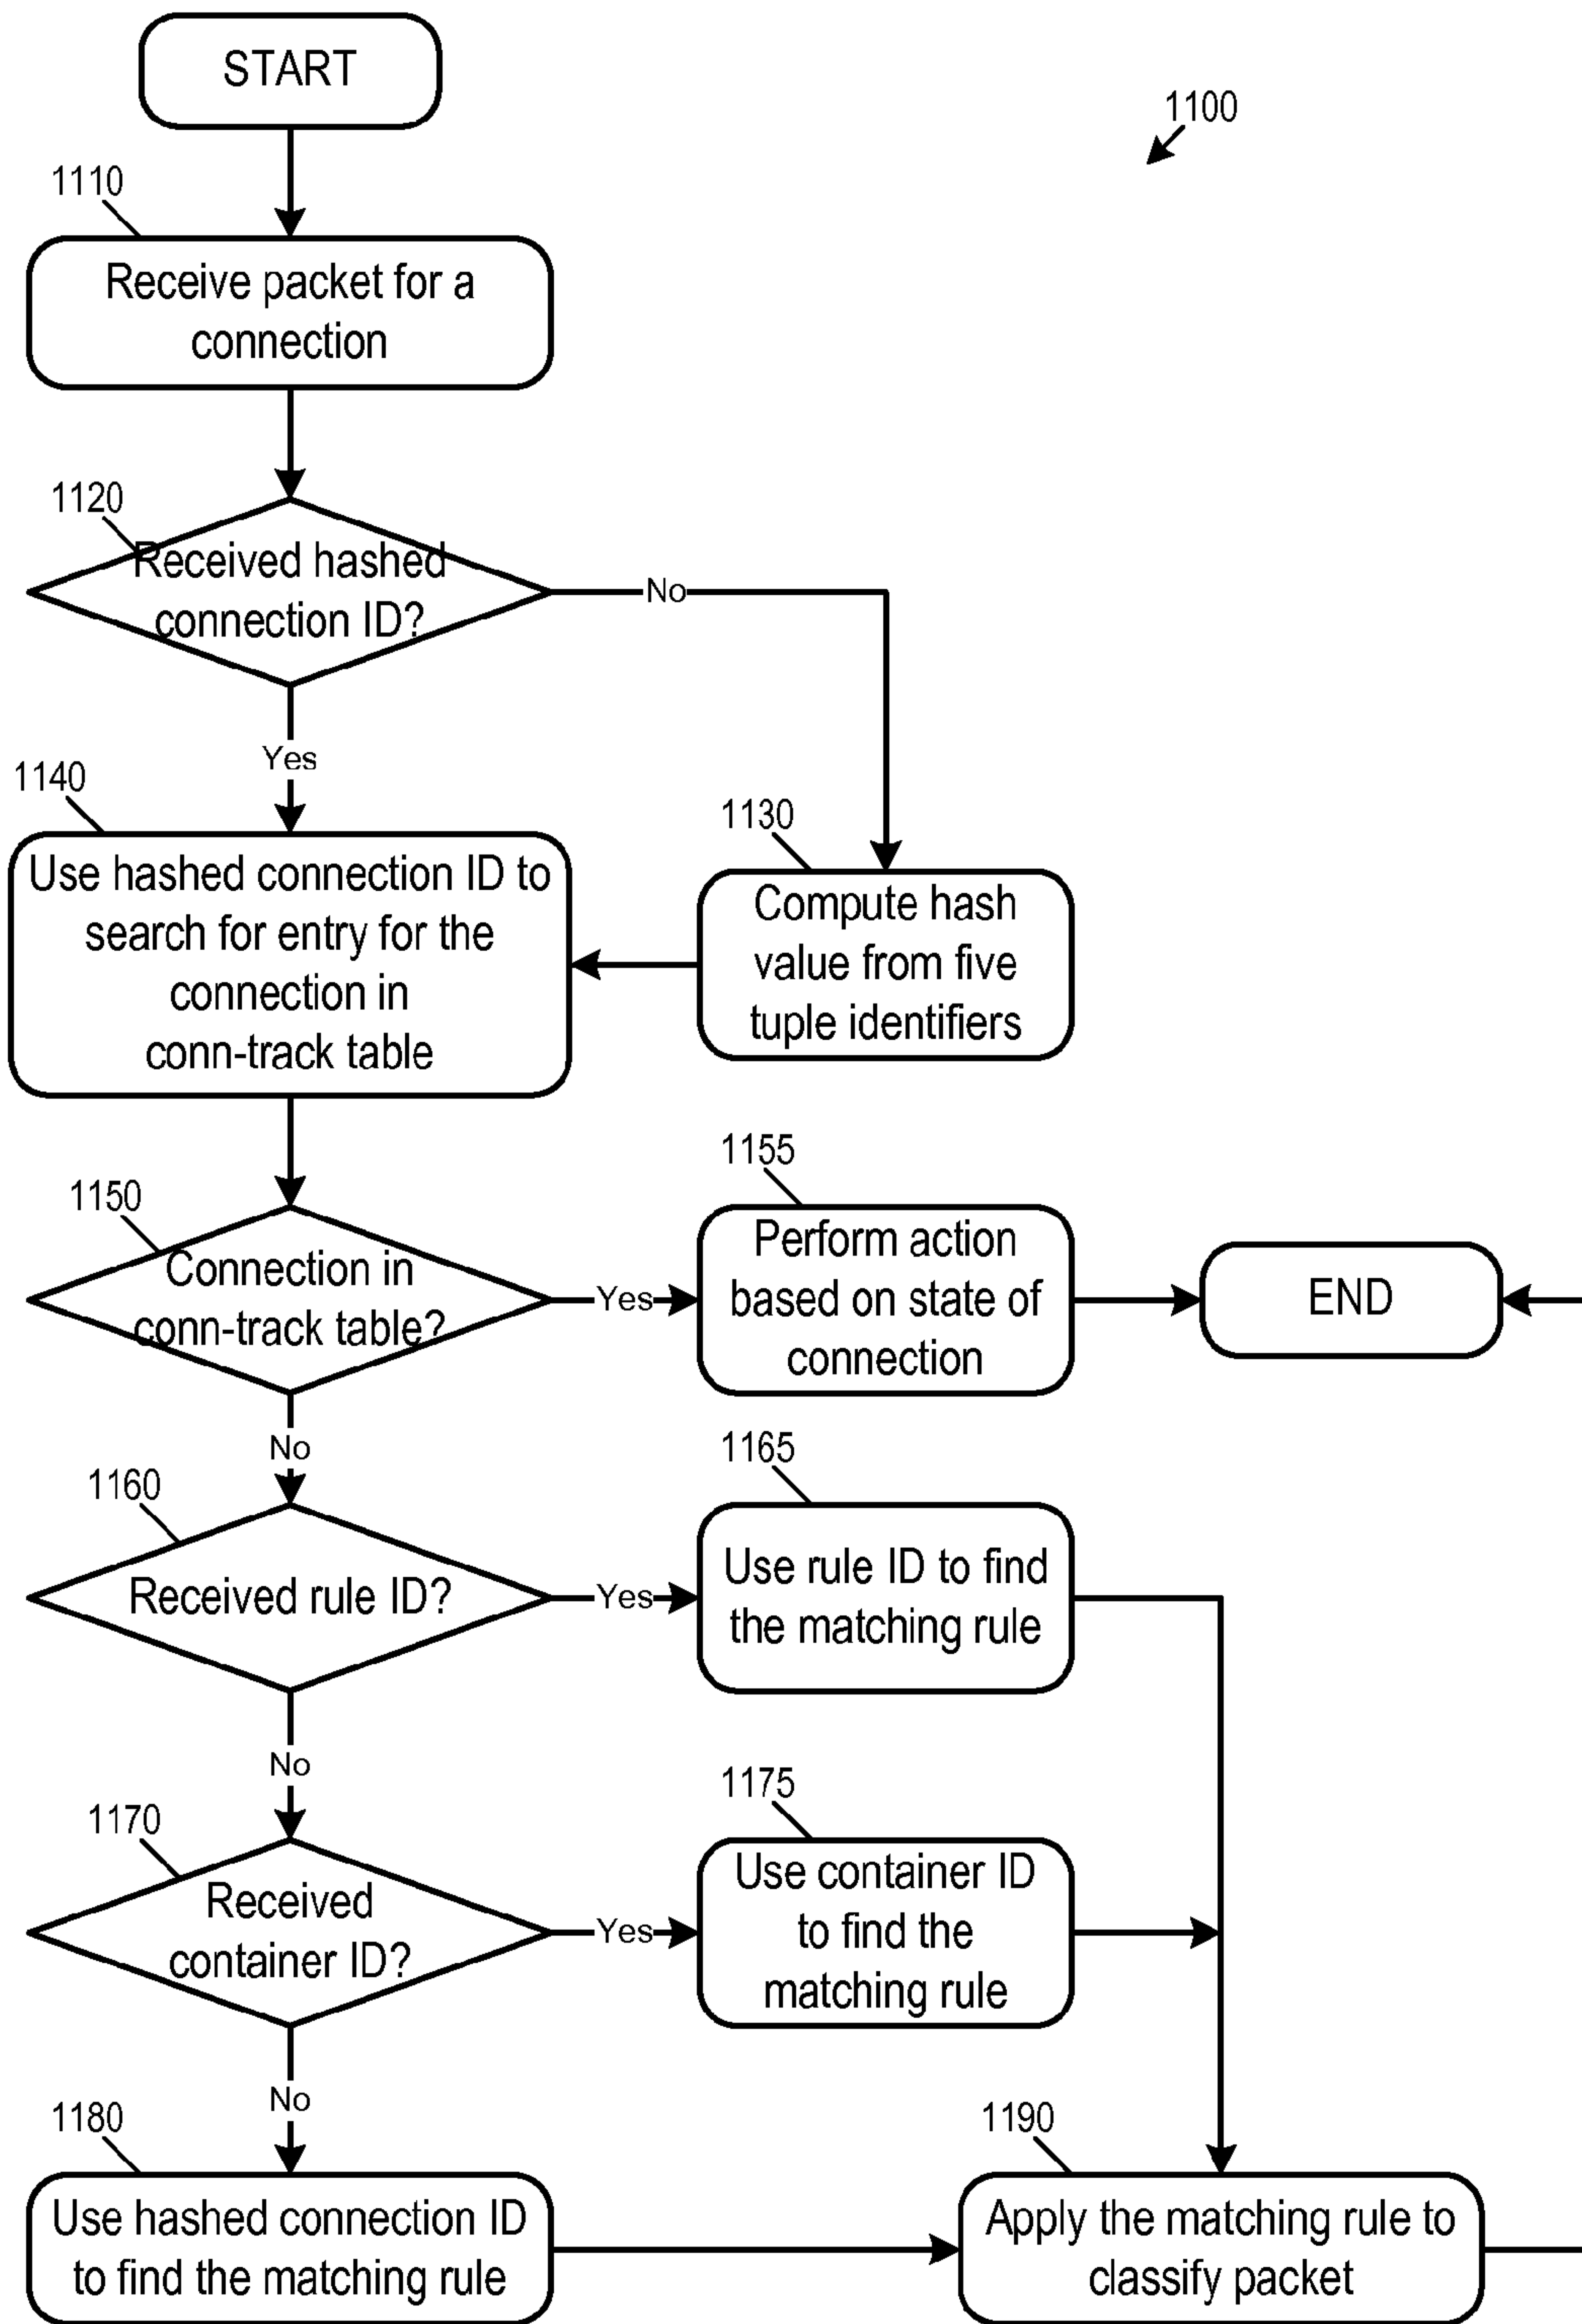 START
1100
1110
Receive packet for a
connection
1120
Received hashed
connection ID?
No
Yes
1140
Use hashed connection ID to
search for entry for the
connection in
conn-track table
1130
Compute hash
value from five
tuple identifiers
1150
Connection in
conn-track table?
Yes
1155
Perform action
based on state of
connection
END
No
1160
Received rule ID?
Yes
1165
Use rule ID to find
the matching rule
No
1170
Received
container ID?
Yes
1175
Use container ID
to find the
matching rule
No
1180
Use hashed connection ID
to find the matching rule
1190
Apply the matching rule to
classify packet